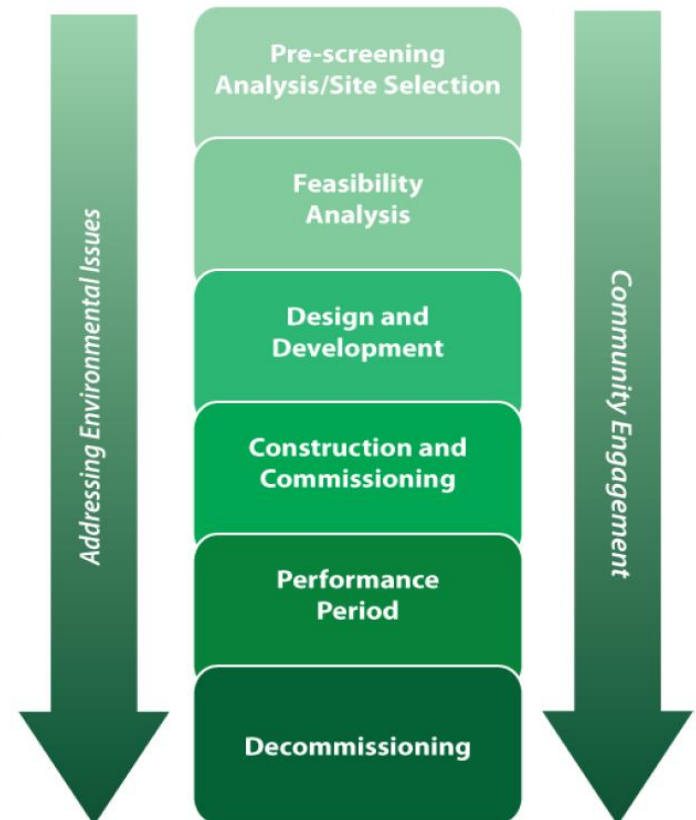 Addressing Environmental Issues
Pre-screening
Analysis/Site Selection
Feasibility
Analysis
Design and
Development
Construction and
Commissioning
Performance
Period
Decommissioning
Community Engagement